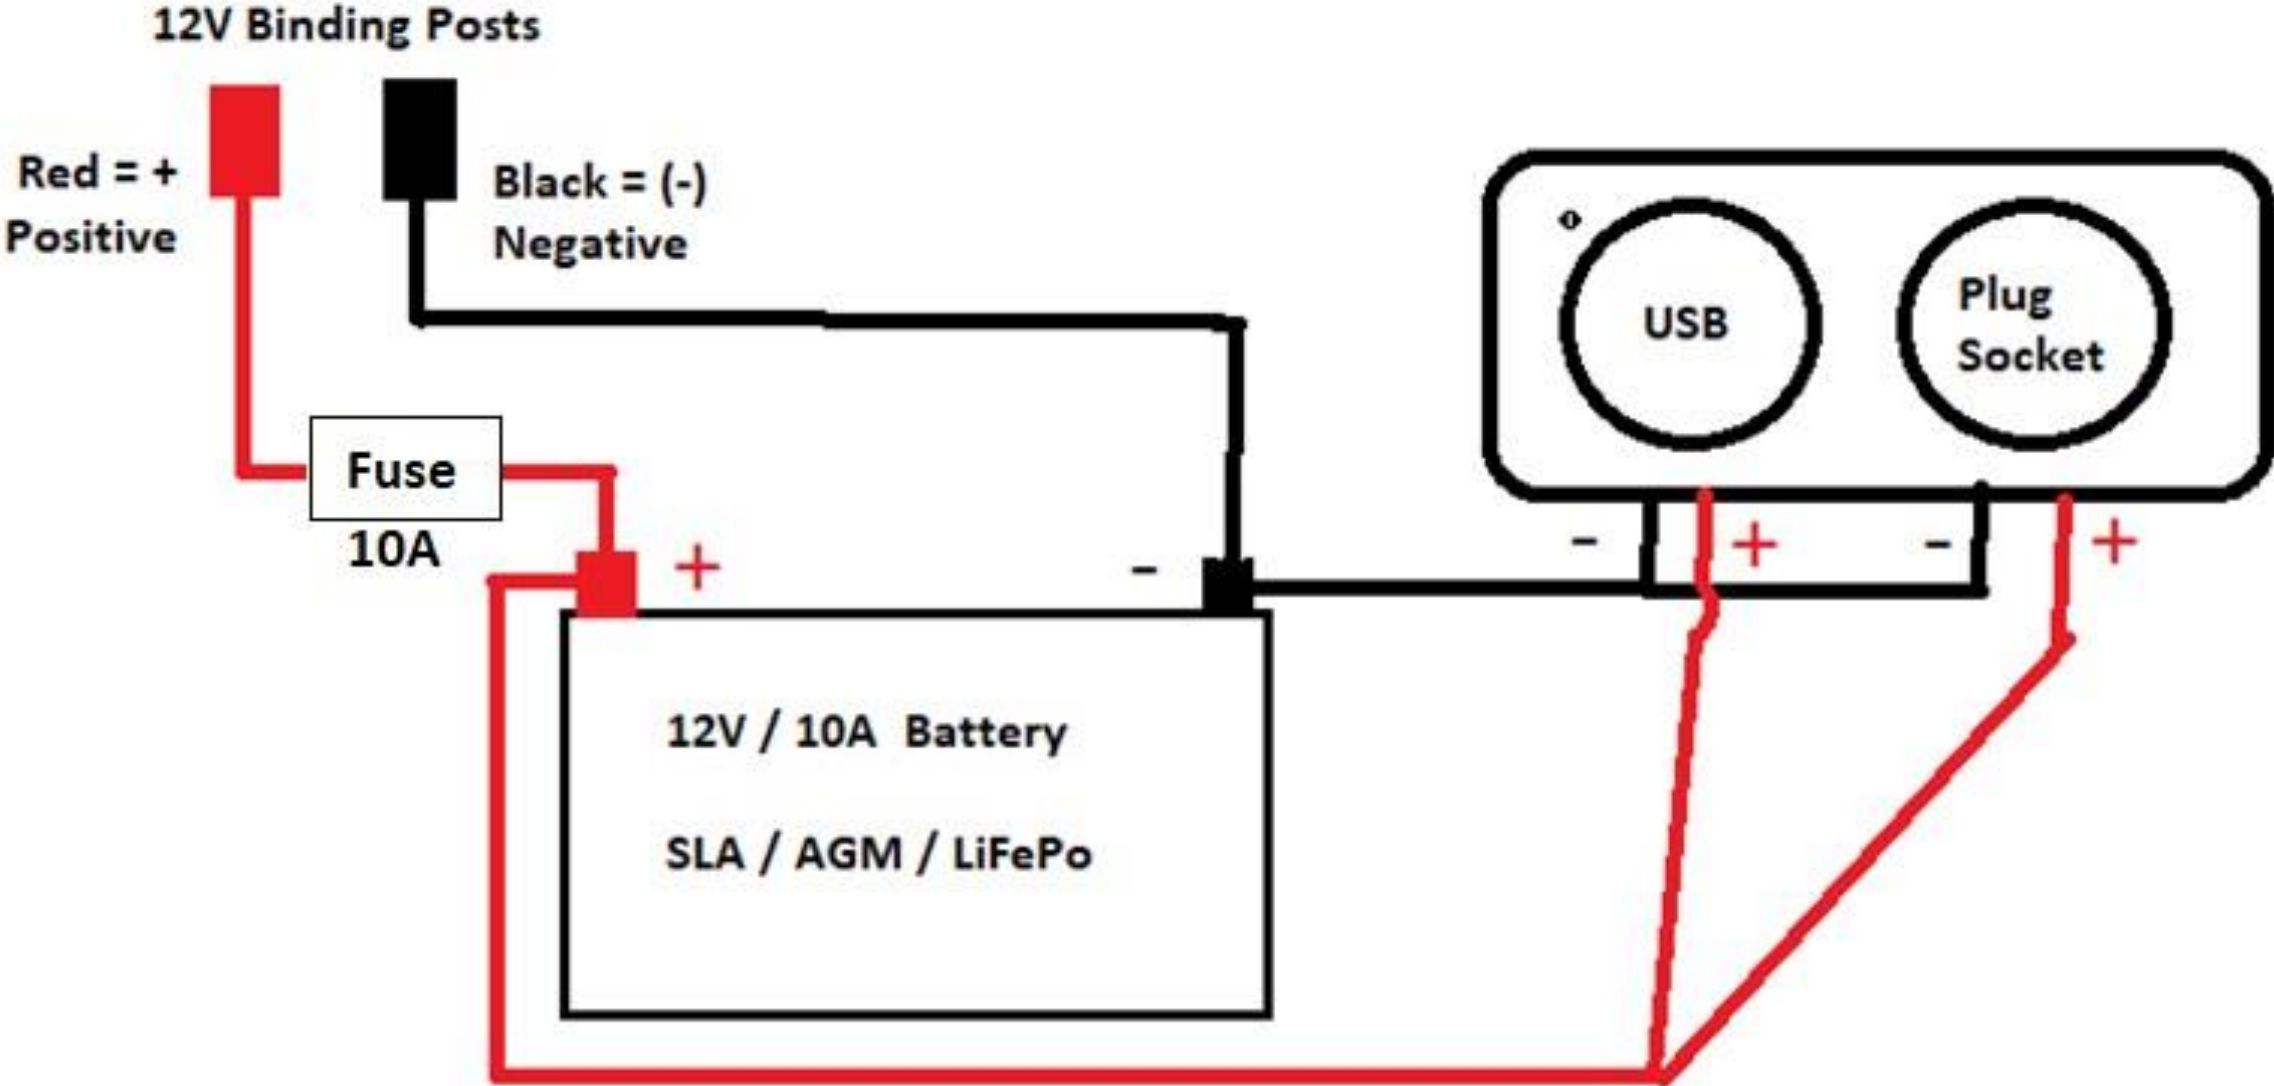 12V Binding Posts
Red = +
Positive
Black = (-)
Negative
Fuse
10A
+
-
12V / 10A Battery
SLA / AGM / LiFePo
USB
Plug
Socket
-
+
-
+